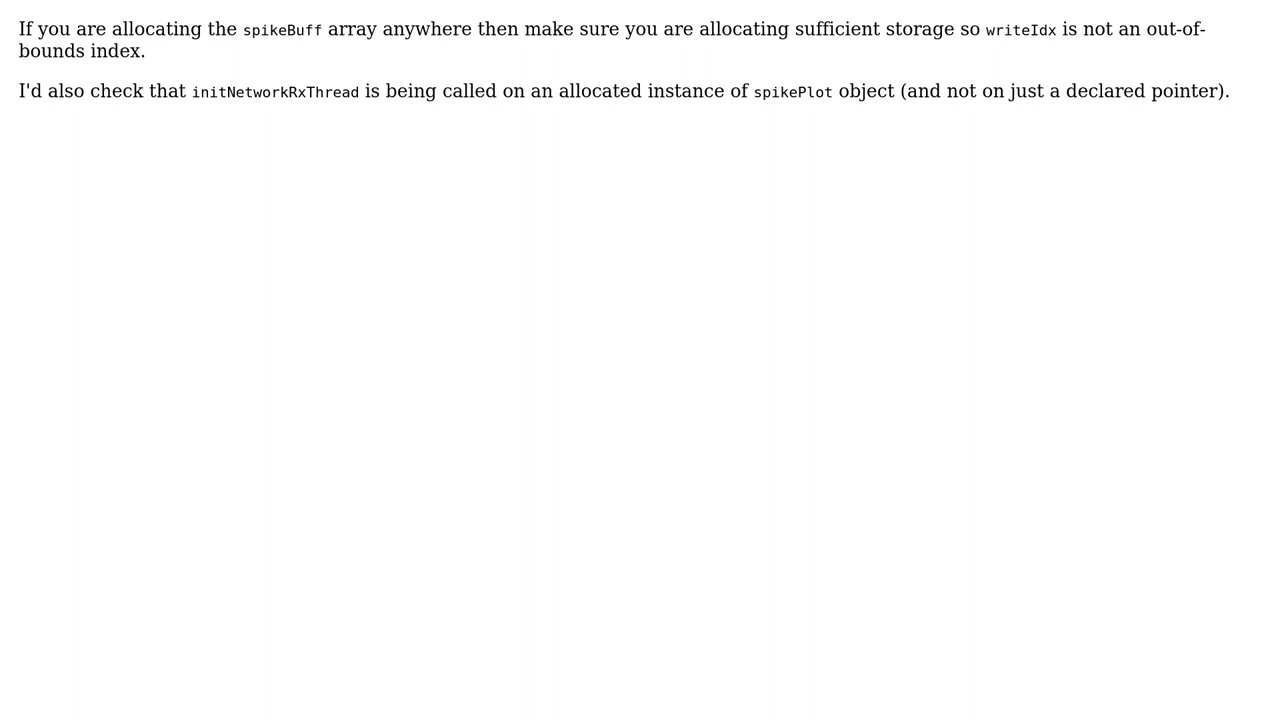 If you are allocating the spikeBuff array anywhere then make sure you are allocating sufficient storage so writeIdx is not an out-of-
bounds index.
I'd also check that initNetworkRxThread is being called on an allocated instance of spikePlot object (and not on just a declared pointer).